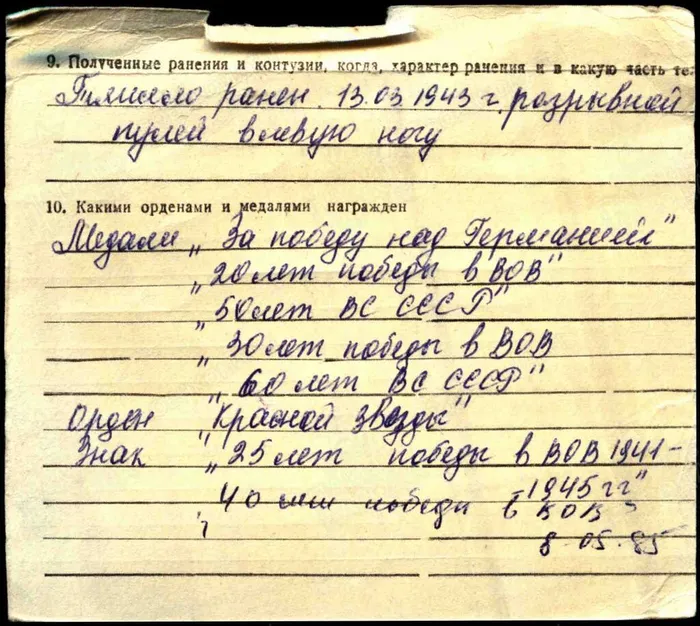 9. Полученные ранения и контузии, когда, характер ранения и в какую часть те
Тяжело ранен 13.03.1943 г. разрывной
пулей в левую ногу
10. Какими орденами и медалями награжден
Медали „За победу над Германией"
„20 лет победы в ВОВ"
„50 лет ВС СССР"
„30 лет победы в ВОВ
„60 лет ВС СССР"
Орден „Красной звезды"
Знак „25 лет победы в ВОВ 1941-
1945 гг"
40 лет победы в ВОВ"
8-05-85